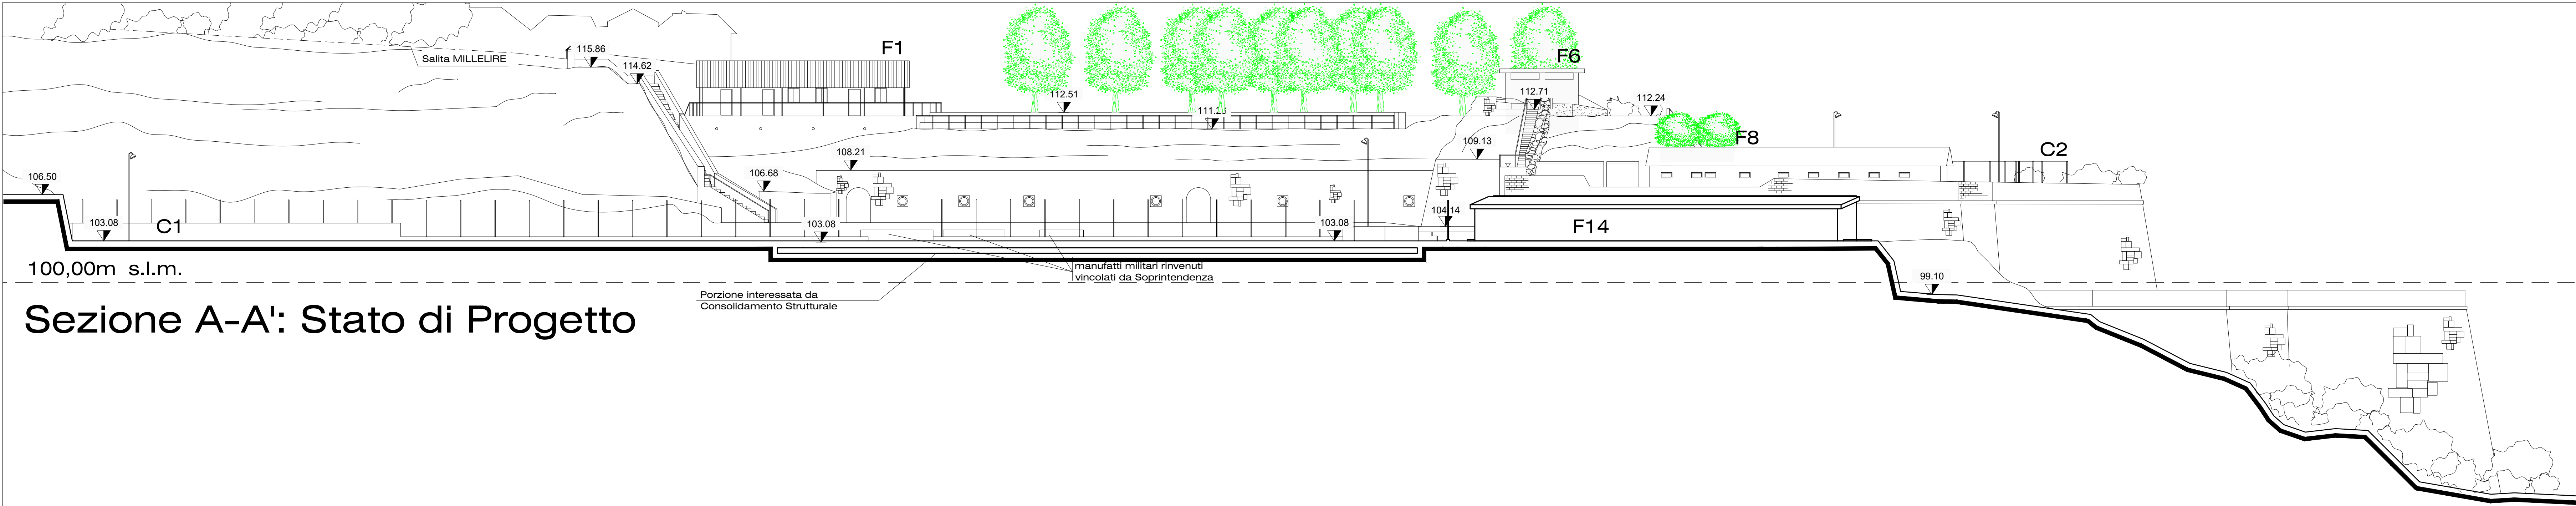 F1
F6
115.86
Salita MILLELIRE
114.62
112.51
112.71
112.24
F8
109.13
C2
108.21
106.68
106.50
104.14
103.08
C1
103.08
103.08
F14
100,00m s.l.m.
manufatti militari rinvenuti
vincolati da Soprintendenza
99.10
Porzione interessata da
Consolidamento Strutturale
Sezione A-A': Stato di Progetto